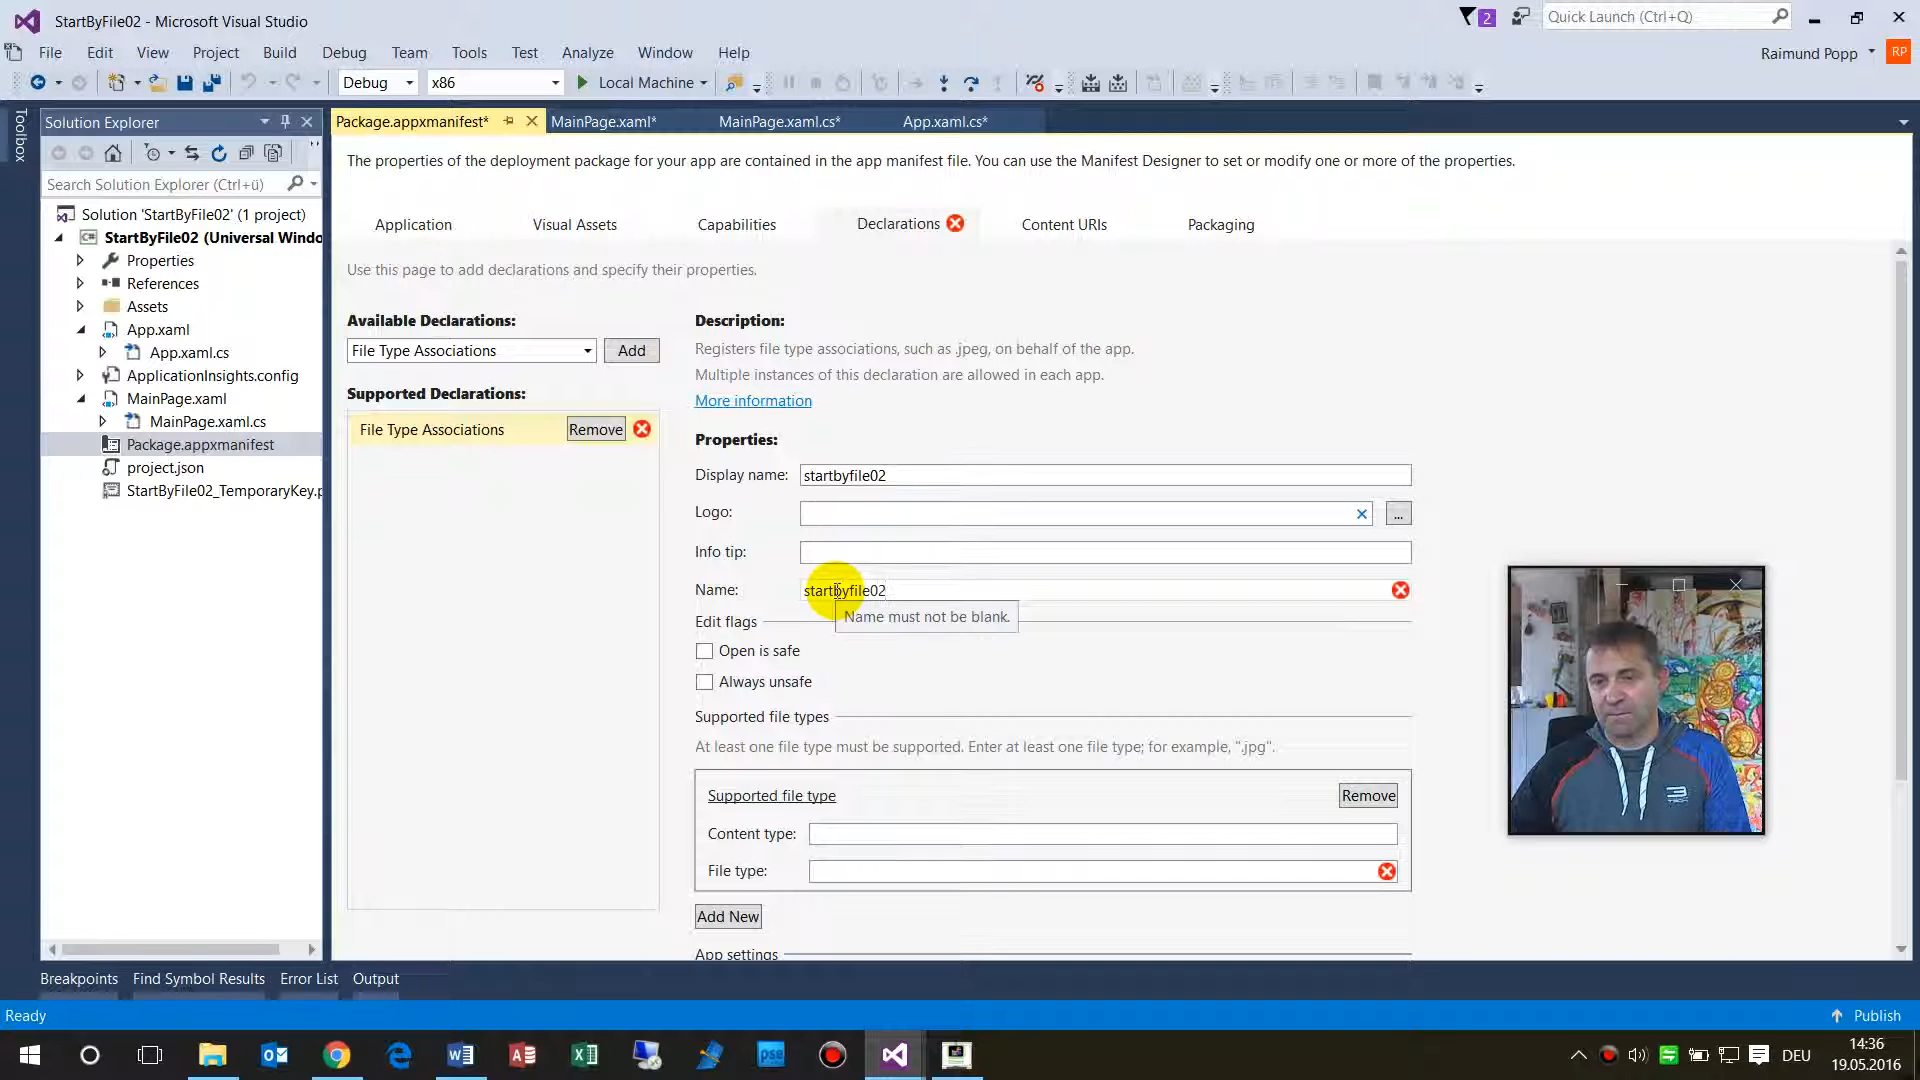 StartByFile02 - Microsoft Visual Studio
2
Quick Launch (Ctrl+Q)
File Edit View Project Build Debug Team Tools Test Analyze Window Help
Raimund Popp
RP
Debug
x86
Local Machine
Toolbox
Solution Explorer
Package.appxmanifest*
MainPage.xaml*
MainPage.xaml.cs*
App.xaml.cs*
Search Solution Explorer (Ctrl+ü)
Solution 'StartByFile02' (1 project)
StartByFile02 (Universal Windo
Properties
References
Assets
App.xaml
App.xaml.cs
ApplicationInsights.config
MainPage.xaml
MainPage.xaml.cs
Package.appxmanifest
project.json
StartByFile02_TemporaryKey.p
The properties of the deployment package for your app are contained in the app manifest file. You can use the Manifest Designer to set or modify one or more of the properties.
Application
Visual Assets
Capabilities
Declarations
Content URIs
Packaging
Use this page to add declarations and specify their properties.
Available Declarations:
File Type Associations
Add
Supported Declarations:
File Type Associations
Remove
Description:
Registers file type associations, such as .jpeg, on behalf of the app.
Multiple instances of this declaration are allowed in each app.
More information
Properties:
Display name:
startbyfile02
Logo:
...
Info tip:
Name:
startbyfile02
Name must not be blank.
Edit flags
Open is safe
Always unsafe
Supported file types
At least one file type must be supported. Enter at least one file type; for example, ".jpg".
Supported file type
Remove
Content type:
File type:
Add New
App settings
Breakpoints
Find Symbol Results
Error List
Output
Ready
Publish
pse
DEU
14:36
19.05.2016